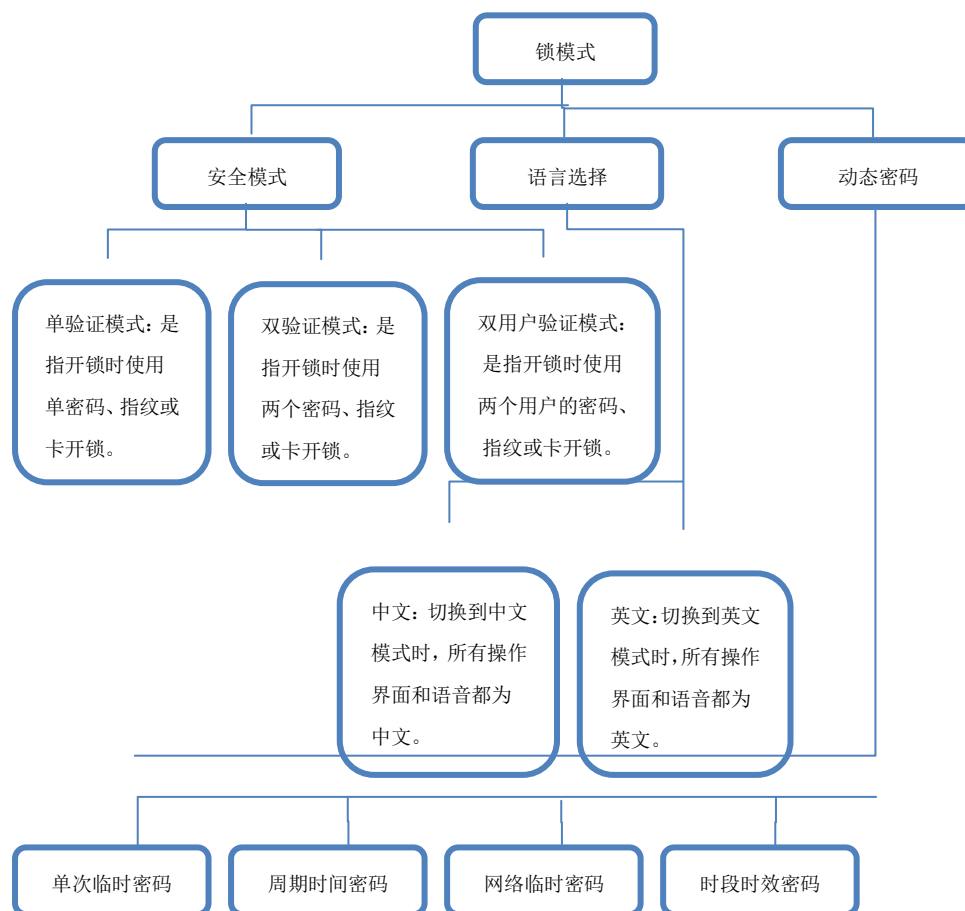 锁模式
安全模式
语言选择
动态密码
单验证模式：是
指开锁时使用
单密码、指纹或
卡开锁。
双验证模式：是
指开锁时使用
两个密码、指纹
或卡开锁。
双用户验证模式：
是指开锁时使用
两个用户的密码、
指纹或卡开锁。
中文：切换到中文
模式时，所有操作
界面和语音都为
中文。
英文：切换到英文
模式时，所有操作
界面和语音都为
英文。
单次临时密码
周期时间密码
网络临时密码
时段时效密码